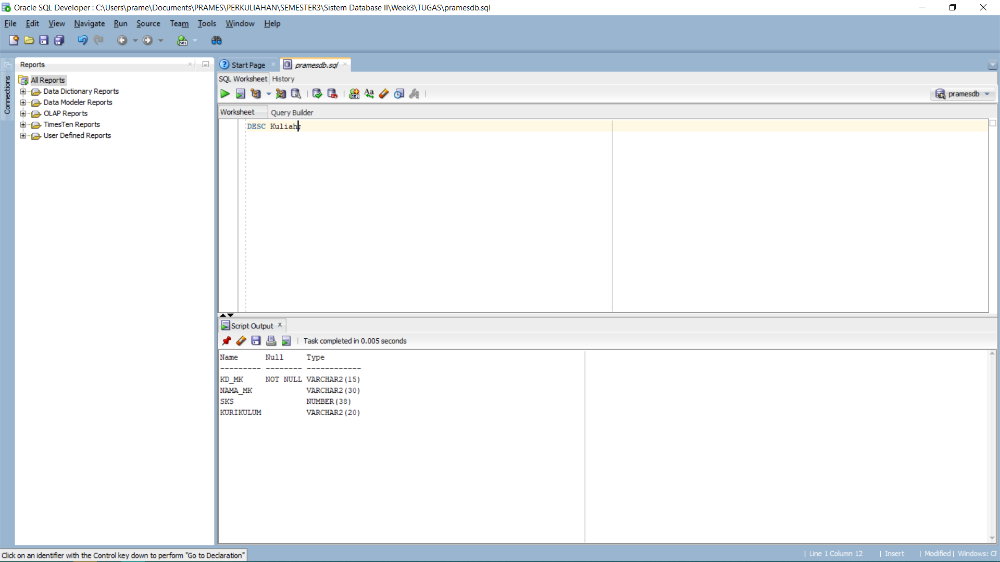 Oracle SQL Developer : C:\Users\prame\Documents\PRAMES\PERKULIAHAN\SEMESTER3\Sistem Database II\Week3\TUGAS\pramesdb.sql
File Edit View Navigate Run Source Team Tools Window Help
Connections
Reports
All Reports
Data Dictionary Reports
Data Modeler Reports
OLAP Reports
TimesTen Reports
User Defined Reports
Start Page
pramesdb.sql
SQL Worksheet History
pramesdb
Worksheet Query Builder
DESC Kuliah;
Script Output
Task completed in 0.005 seconds
Name Null Type
--------- -------- ------------
KD_MK NOT NULL VARCHAR2(15)
NAMA_MK VARCHAR2(30)
SKS NUMBER(38)
KURIKULUM VARCHAR2(20)
Click on an identifier with the Control key down to perform "Go to Declaration"
| Line 1 Column 12 | Insert | Modified | Windows: